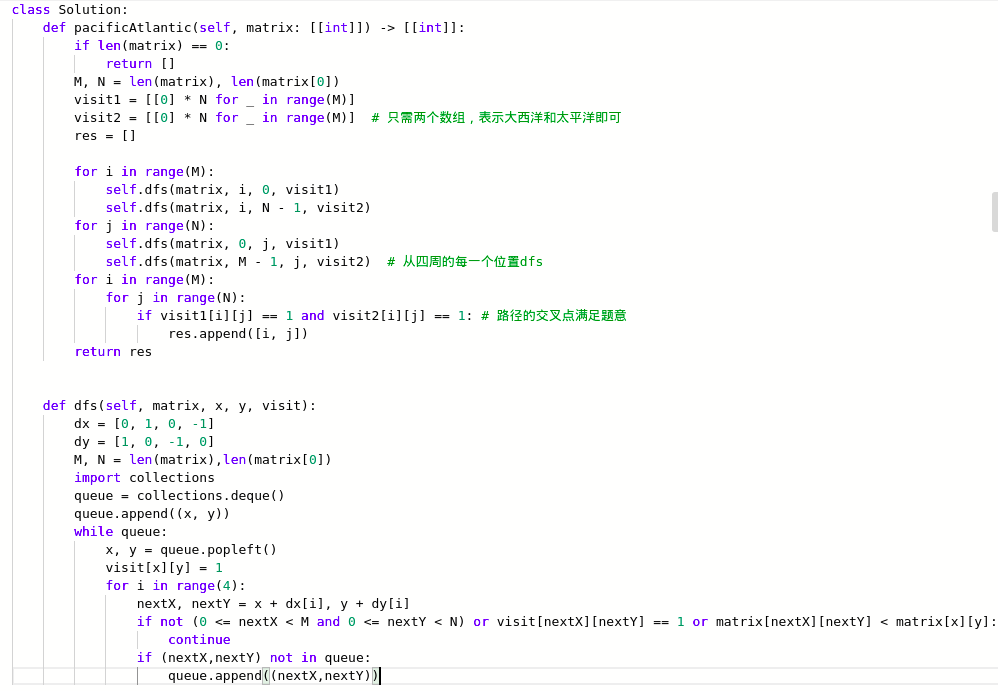 class Solution:
    def pacificAtlantic(self, matrix: [[int]]) -> [[int]]:
        if len(matrix) == 0:
            return []
        M, N = len(matrix), len(matrix[0])
        visit1 = [[0] * N for _ in range(M)]
        visit2 = [[0] * N for _ in range(M)]  # 只需两个数组，表示大西洋和太平洋即可
        res = []

        for i in range(M):
            self.dfs(matrix, i, 0, visit1)
            self.dfs(matrix, i, N - 1, visit2)
        for j in range(N):
            self.dfs(matrix, 0, j, visit1)
            self.dfs(matrix, M - 1, j, visit2)  # 从四周的每一个位置dfs
        for i in range(M):
            for j in range(N):
                if visit1[i][j] == 1 and visit2[i][j] == 1: # 路径的交叉点满足题意
                    res.append([i, j])
        return res


    def dfs(self, matrix, x, y, visit):
        dx = [0, 1, 0, -1]
        dy = [1, 0, -1, 0]
        M, N = len(matrix),len(matrix[0])
        import collections
        queue = collections.deque()
        queue.append((x, y))
        while queue:
            x, y = queue.popleft()
            visit[x][y] = 1
            for i in range(4):
                nextX, nextY = x + dx[i], y + dy[i]
                if not (0 <= nextX < M and 0 <= nextY < N) or visit[nextX][nextY] == 1 or matrix[nextX][nextY] < matrix[x][y]:
                    continue
                if (nextX,nextY) not in queue:
                    queue.append((nextX,nextY))